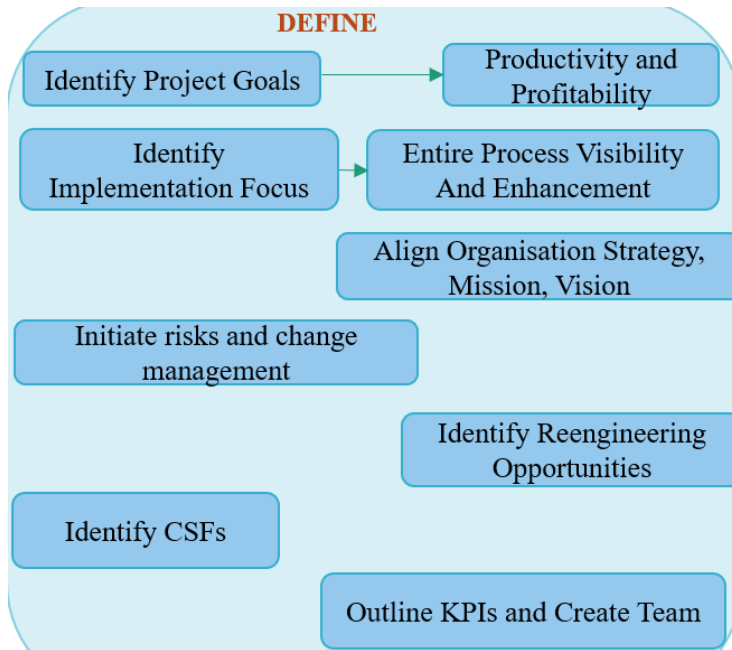 DEFINE
Identify Project Goals
Productivity and
Profitability
Identify
Implementation Focus
Entire Process Visibility
And Enhancement
Align Organisation Strategy,
Mission, Vision
Initiate risks and change
management
Identify Reengineering
Opportunities
Identify CSFs
Outline KPIs and Create Team